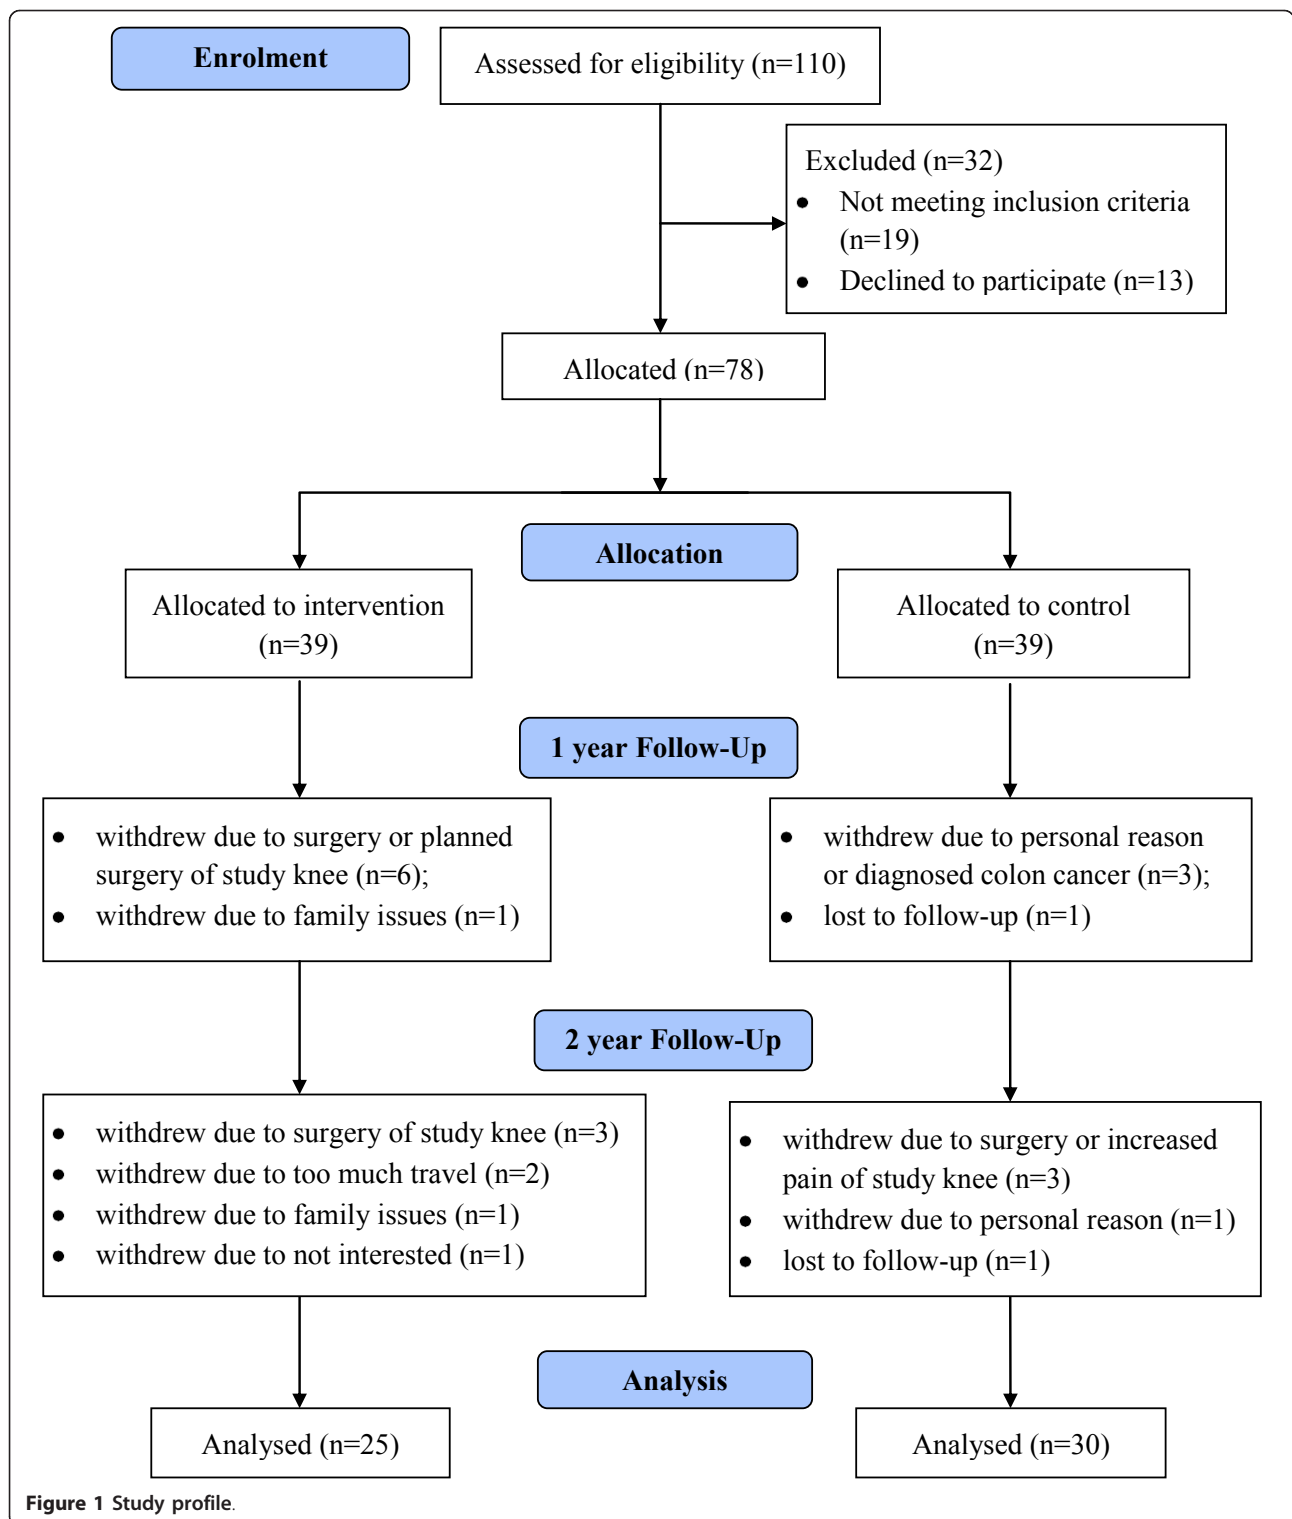 Enrolment
Assessed for eligibility (n=110)
Excluded (n=32)
• Not meeting inclusion criteria
(n=19)
• Declined to participate (n=13)
Allocated (n=78)
Allocation
Allocated to intervention
(n=39)
Allocated to control
(n=39)
1 year Follow-Up
• withdrew due to surgery or planned
surgery of study knee (n=6);
• withdrew due to family issues (n=1)
• withdrew due to personal reason
or diagnosed colon cancer (n=3);
• lost to follow-up (n=1)
2 year Follow-Up
• withdrew due to surgery of study knee (n=3)
• withdrew due to too much travel (n=2)
• withdrew due to family issues (n=1)
• withdrew due to not interested (n=1)
• withdrew due to surgery or increased
pain of study knee (n=3)
• withdrew due to personal reason (n=1)
• lost to follow-up (n=1)
Analysis
Analysed (n=25)
Analysed (n=30)
Figure 1 Study profile.